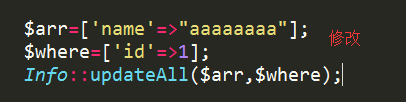 $arr=['name'=>"aaaaaaaa"];
修改
$where=['id'=>1];
Info::updateAll($arr,$where);